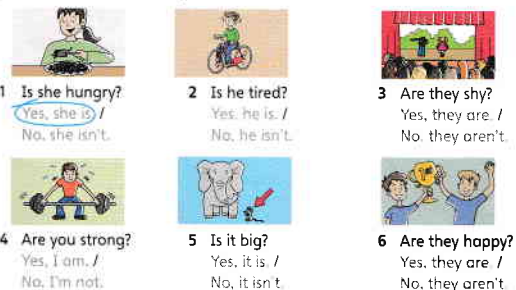 1 Is she hungry?
Yes, she is. /
No, she isn't.
2 Is he tired?
Yes, he is. /
No, he isn't.
3 Are they shy?
Yes, they are. /
No, they aren't.
4 Are you strong?
Yes, I am. /
No, I'm not.
5 Is it big?
Yes, it is. /
No, it isn't.
6 Are they happy?
Yes, they are. /
No, they aren't.